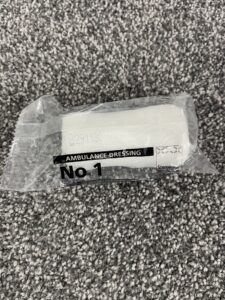 AMBULANCE DRESSING
No 1